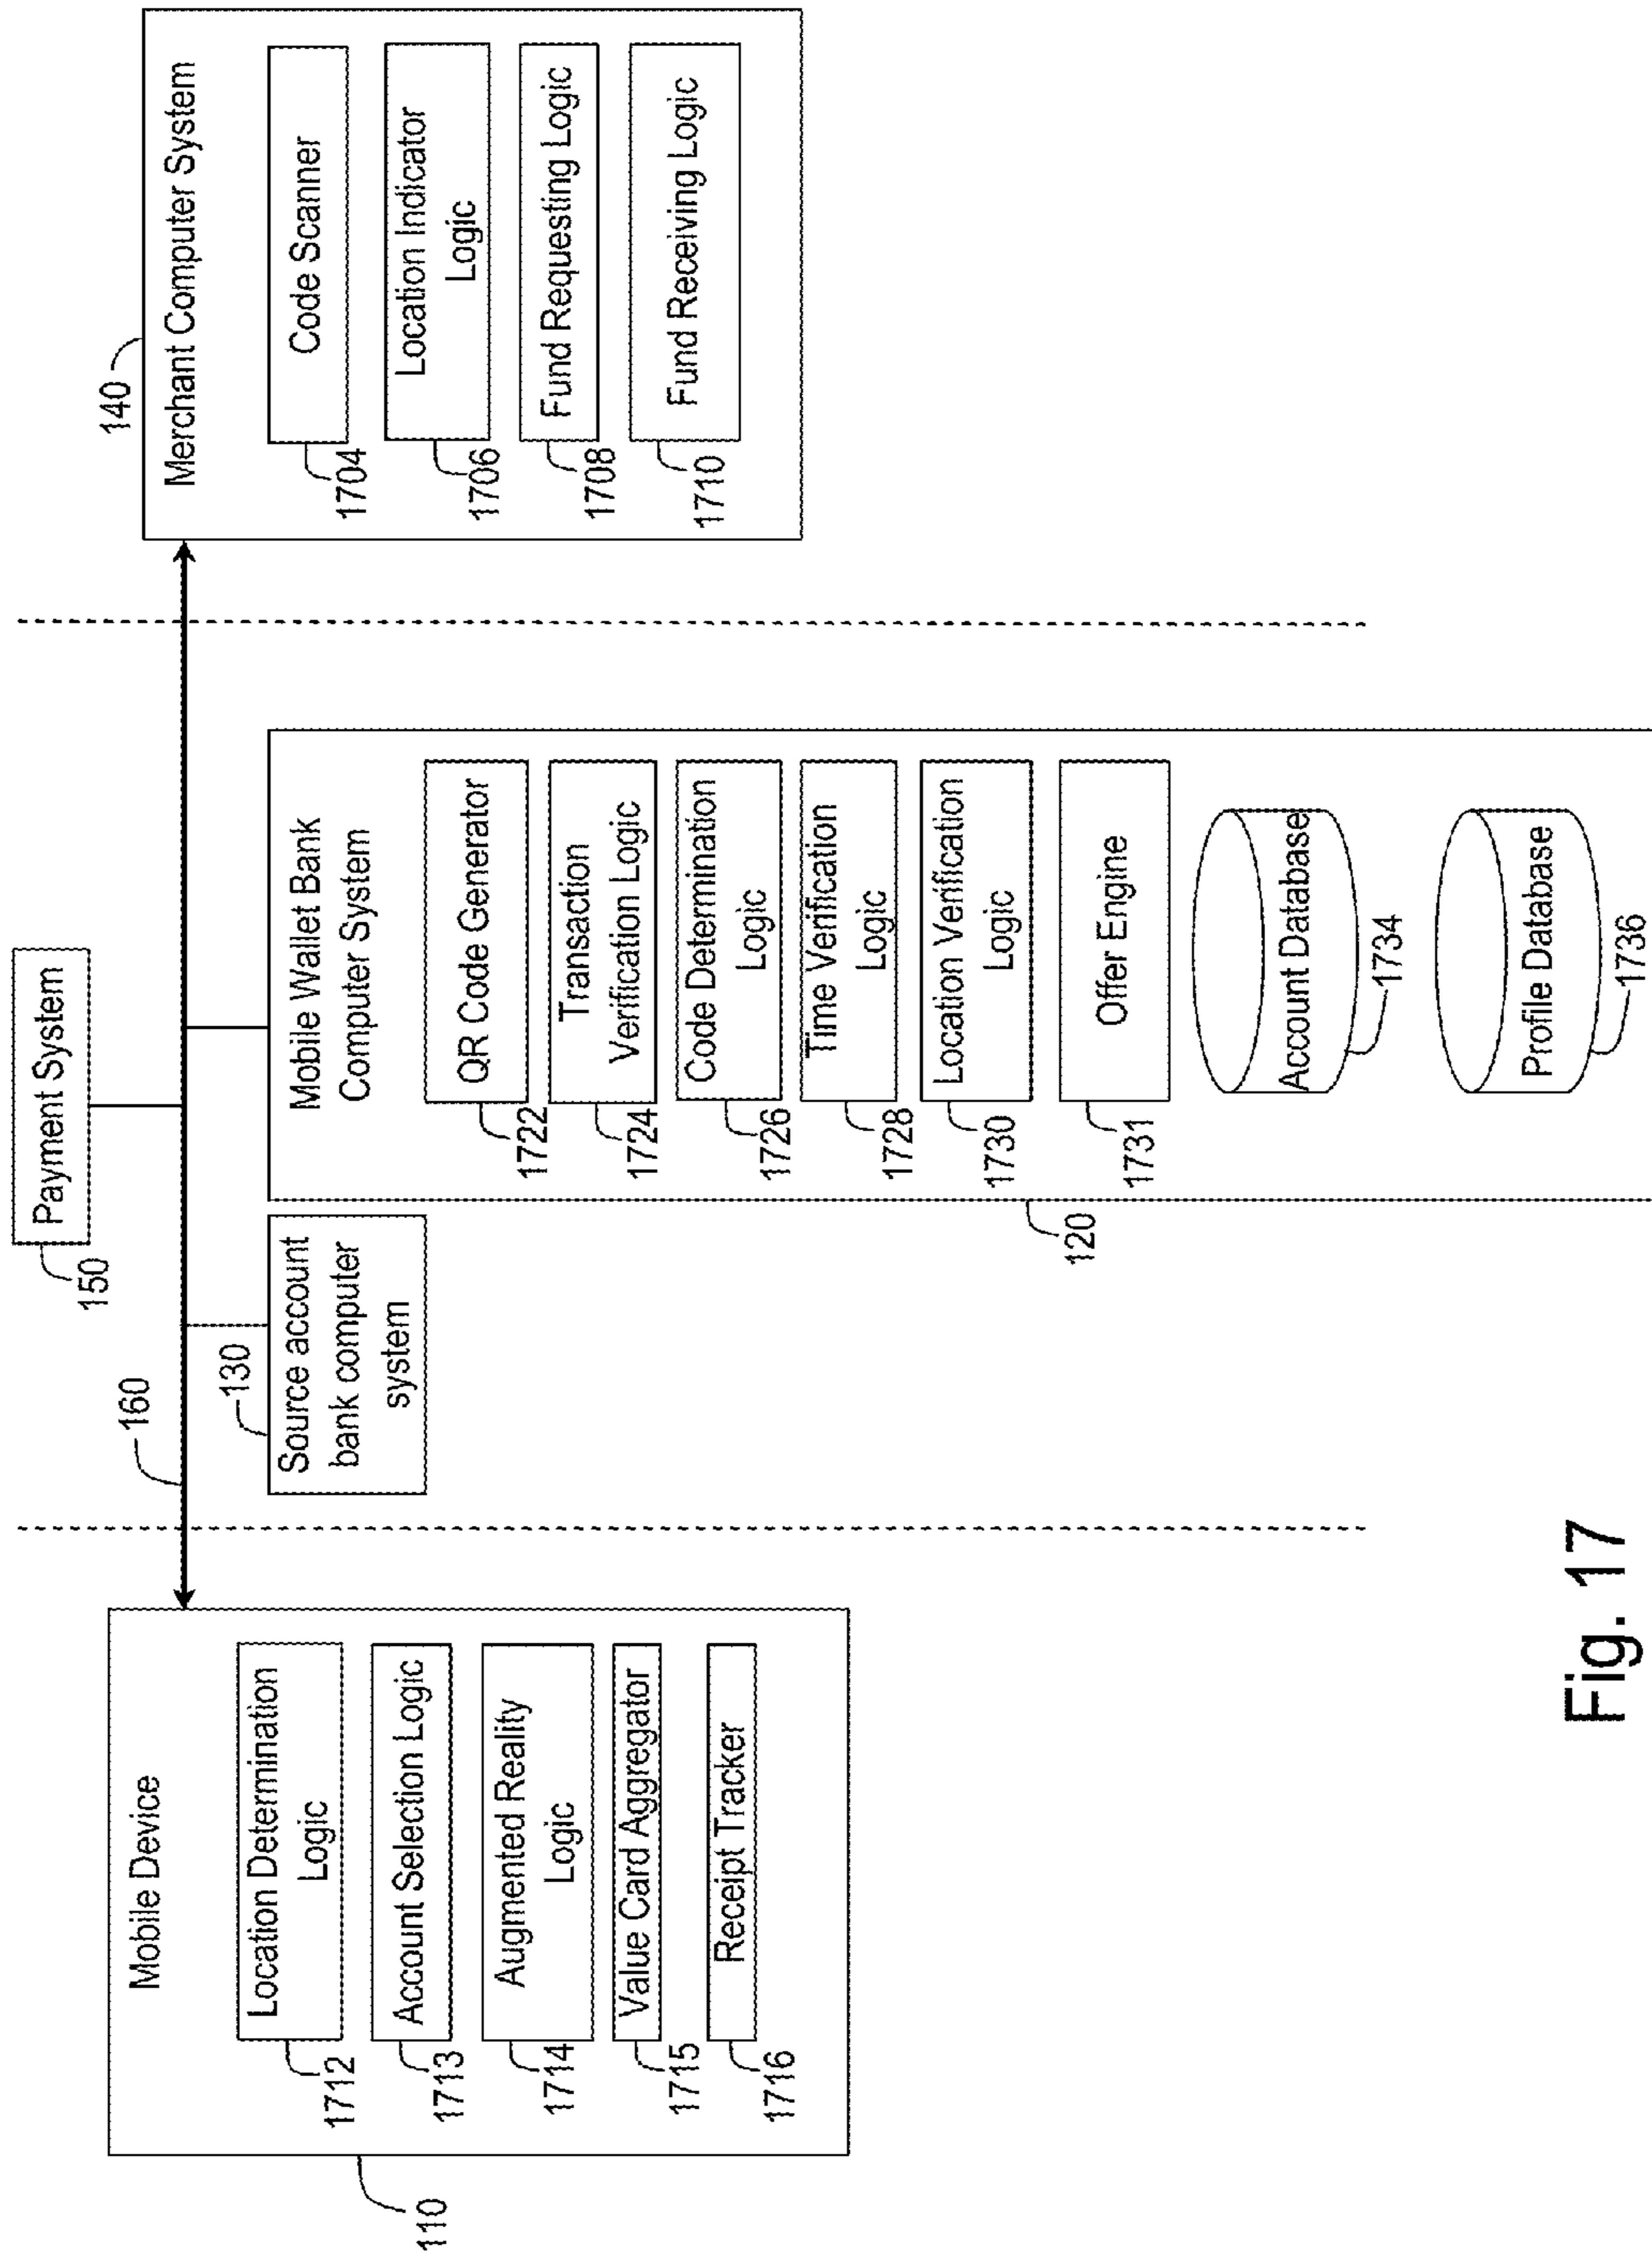 150
Payment System
160
Mobile Device
110
1712
Location Determination
Logic
1713
Account Selection Logic
1714
Augmented Reality
Logic
1715
Value Card Aggregator
1716
Receipt Tracker
130
Source account
bank computer
system
120
Mobile Wallet Bank
Computer System
1722
QR Code Generator
1724
Transaction
Verification Logic
1726
Code Determination
Logic
1728
Time Verification
Logic
1730
Location Verification
Logic
1731
Offer Engine
Account Database
1734
Profile Database
1736
140
Merchant Computer System
1704
Code Scanner
1706
Location Indicator
Logic
1708
Fund Requesting Logic
1710
Fund Receiving Logic
Fig. 17